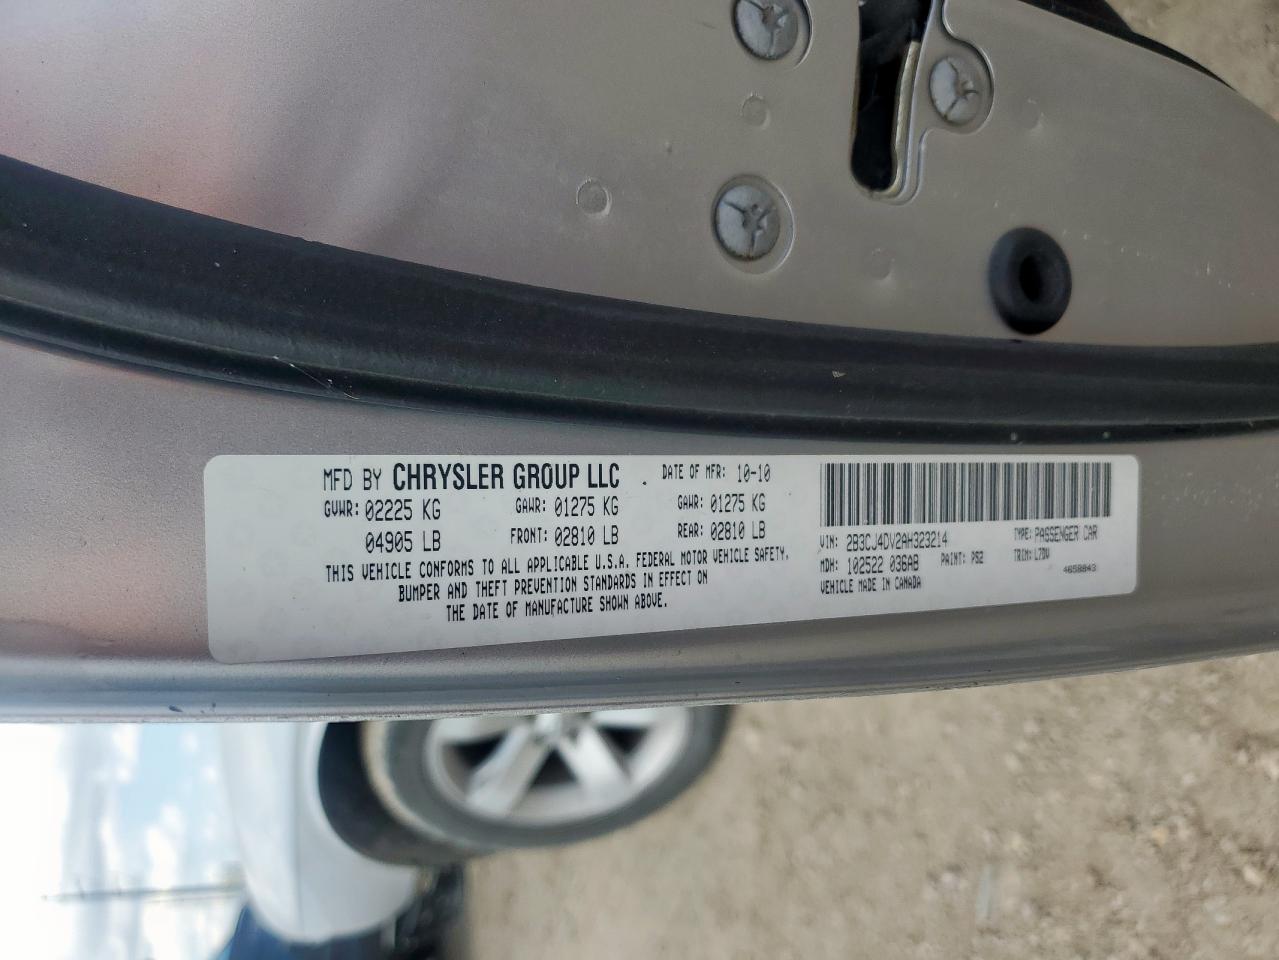 MFD BY CHRYSLER GROUP LLC DATE OF MFR: 10-10
GVWR: 02225 KG GAWR: 01275 KG GAWR: 01275 KG
04905 LB FRONT: 02810 LB REAR: 02810 LB
THIS VEHICLE CONFORMS TO ALL APPLICABLE U.S.A. FEDERAL MOTOR VEHICLE SAFETY,
BUMPER AND THEFT PREVENTION STANDARDS IN EFFECT ON
THE DATE OF MANUFACTURE SHOWN ABOVE.
VIN: 2B3CJ4DV2AH323214 TYPE: PASSENGER CAR
MDH: 102522 036AB PAINT: PS2 TRIM: L7DV
VEHICLE MADE IN CANADA 4658843